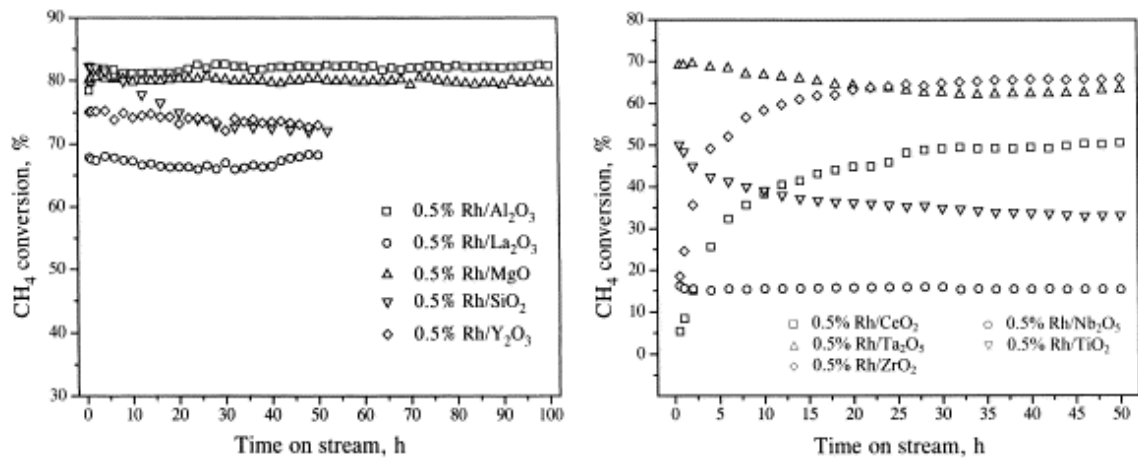 90
80
70
60
50
40
30
CH₄ conversion, %
0.5% Rh/Al₂O₃
0.5% Rh/La₂O₃
0.5% Rh/MgO
0.5% Rh/SiO₂
0.5% Rh/Y₂O₃
0 10 20 30 40 50 60 70 80 90 100
Time on stream, h
80
70
60
50
40
30
20
10
0
CH₄ conversion, %
0.5% Rh/CeO₂ 0.5% Rh/Nb₂O₅
0.5% Rh/Ta₂O₅ 0.5% Rh/TiO₂
0.5% Rh/ZrO₂
0 5 10 15 20 25 30 35 40 45 50
Time on stream, h